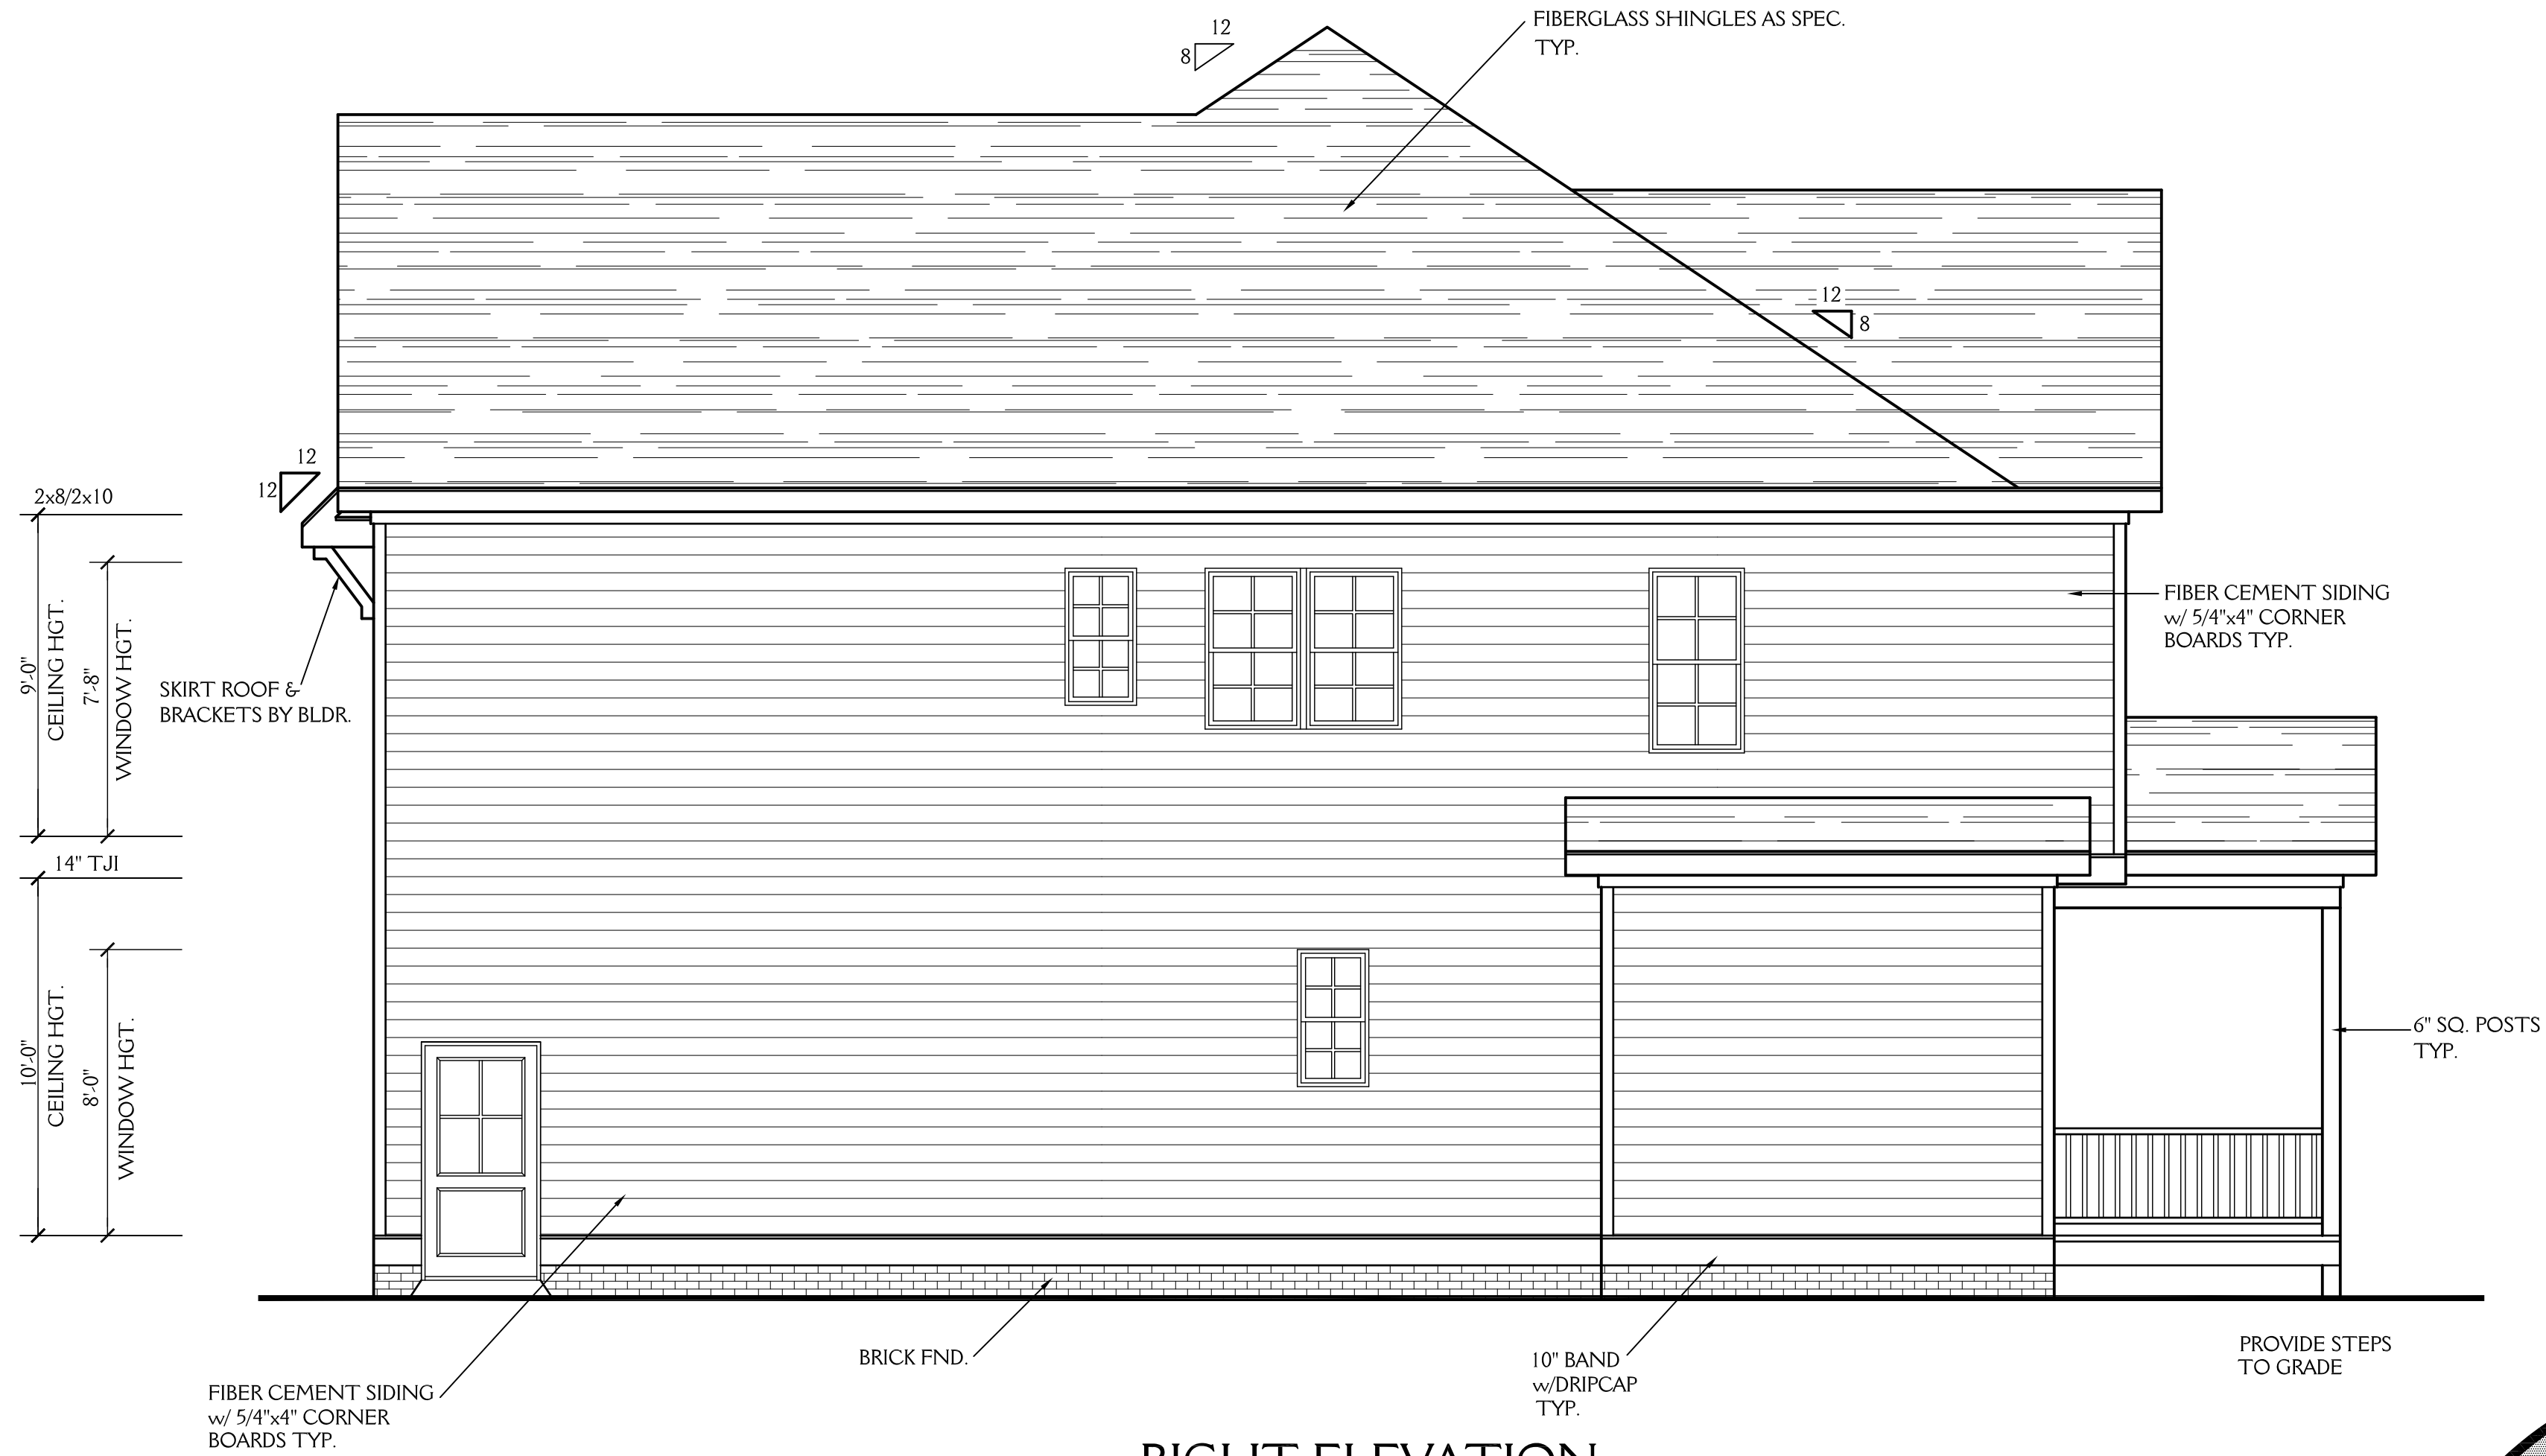 FIBERGLASS SHINGLES AS SPEC.
TYP.
12
8
12
8
12
12
2x8/2x10
9'-0"
CEILING HGT.
7'-8"
WINDOW HGT.
SKIRT ROOF &
BRACKETS BY BLDR.
FIBER CEMENT SIDING
w/ 5/4"x4" CORNER
BOARDS TYP.
14" TJI
10'-0"
CEILING HGT.
8'-0"
WINDOW HGT.
6" SQ. POSTS
TYP.
BRICK FND.
10" BAND
w/DRIPCAP
TYP.
PROVIDE STEPS
TO GRADE
FIBER CEMENT SIDING
w/ 5/4"x4" CORNER
BOARDS TYP.
RIGHT ELEVATION